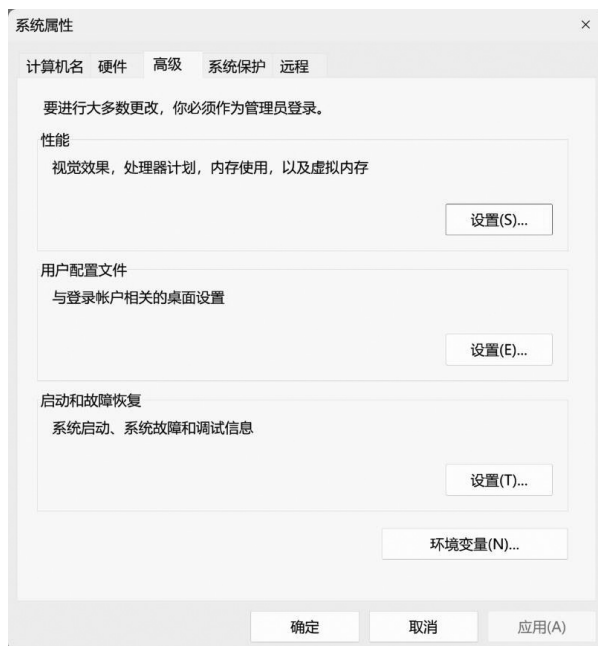 系统属性
计算机名 硬件 高级 系统保护 远程
要进行大多数更改，你必须作为管理员登录。
性能
视觉效果，处理器计划，内存使用，以及虚拟内存
设置(S)...
用户配置文件
与登录帐户相关的桌面设置
设置(E)...
启动和故障恢复
系统启动、系统故障和调试信息
设置(T)...
环境变量(N)...
确定 取消 应用(A)